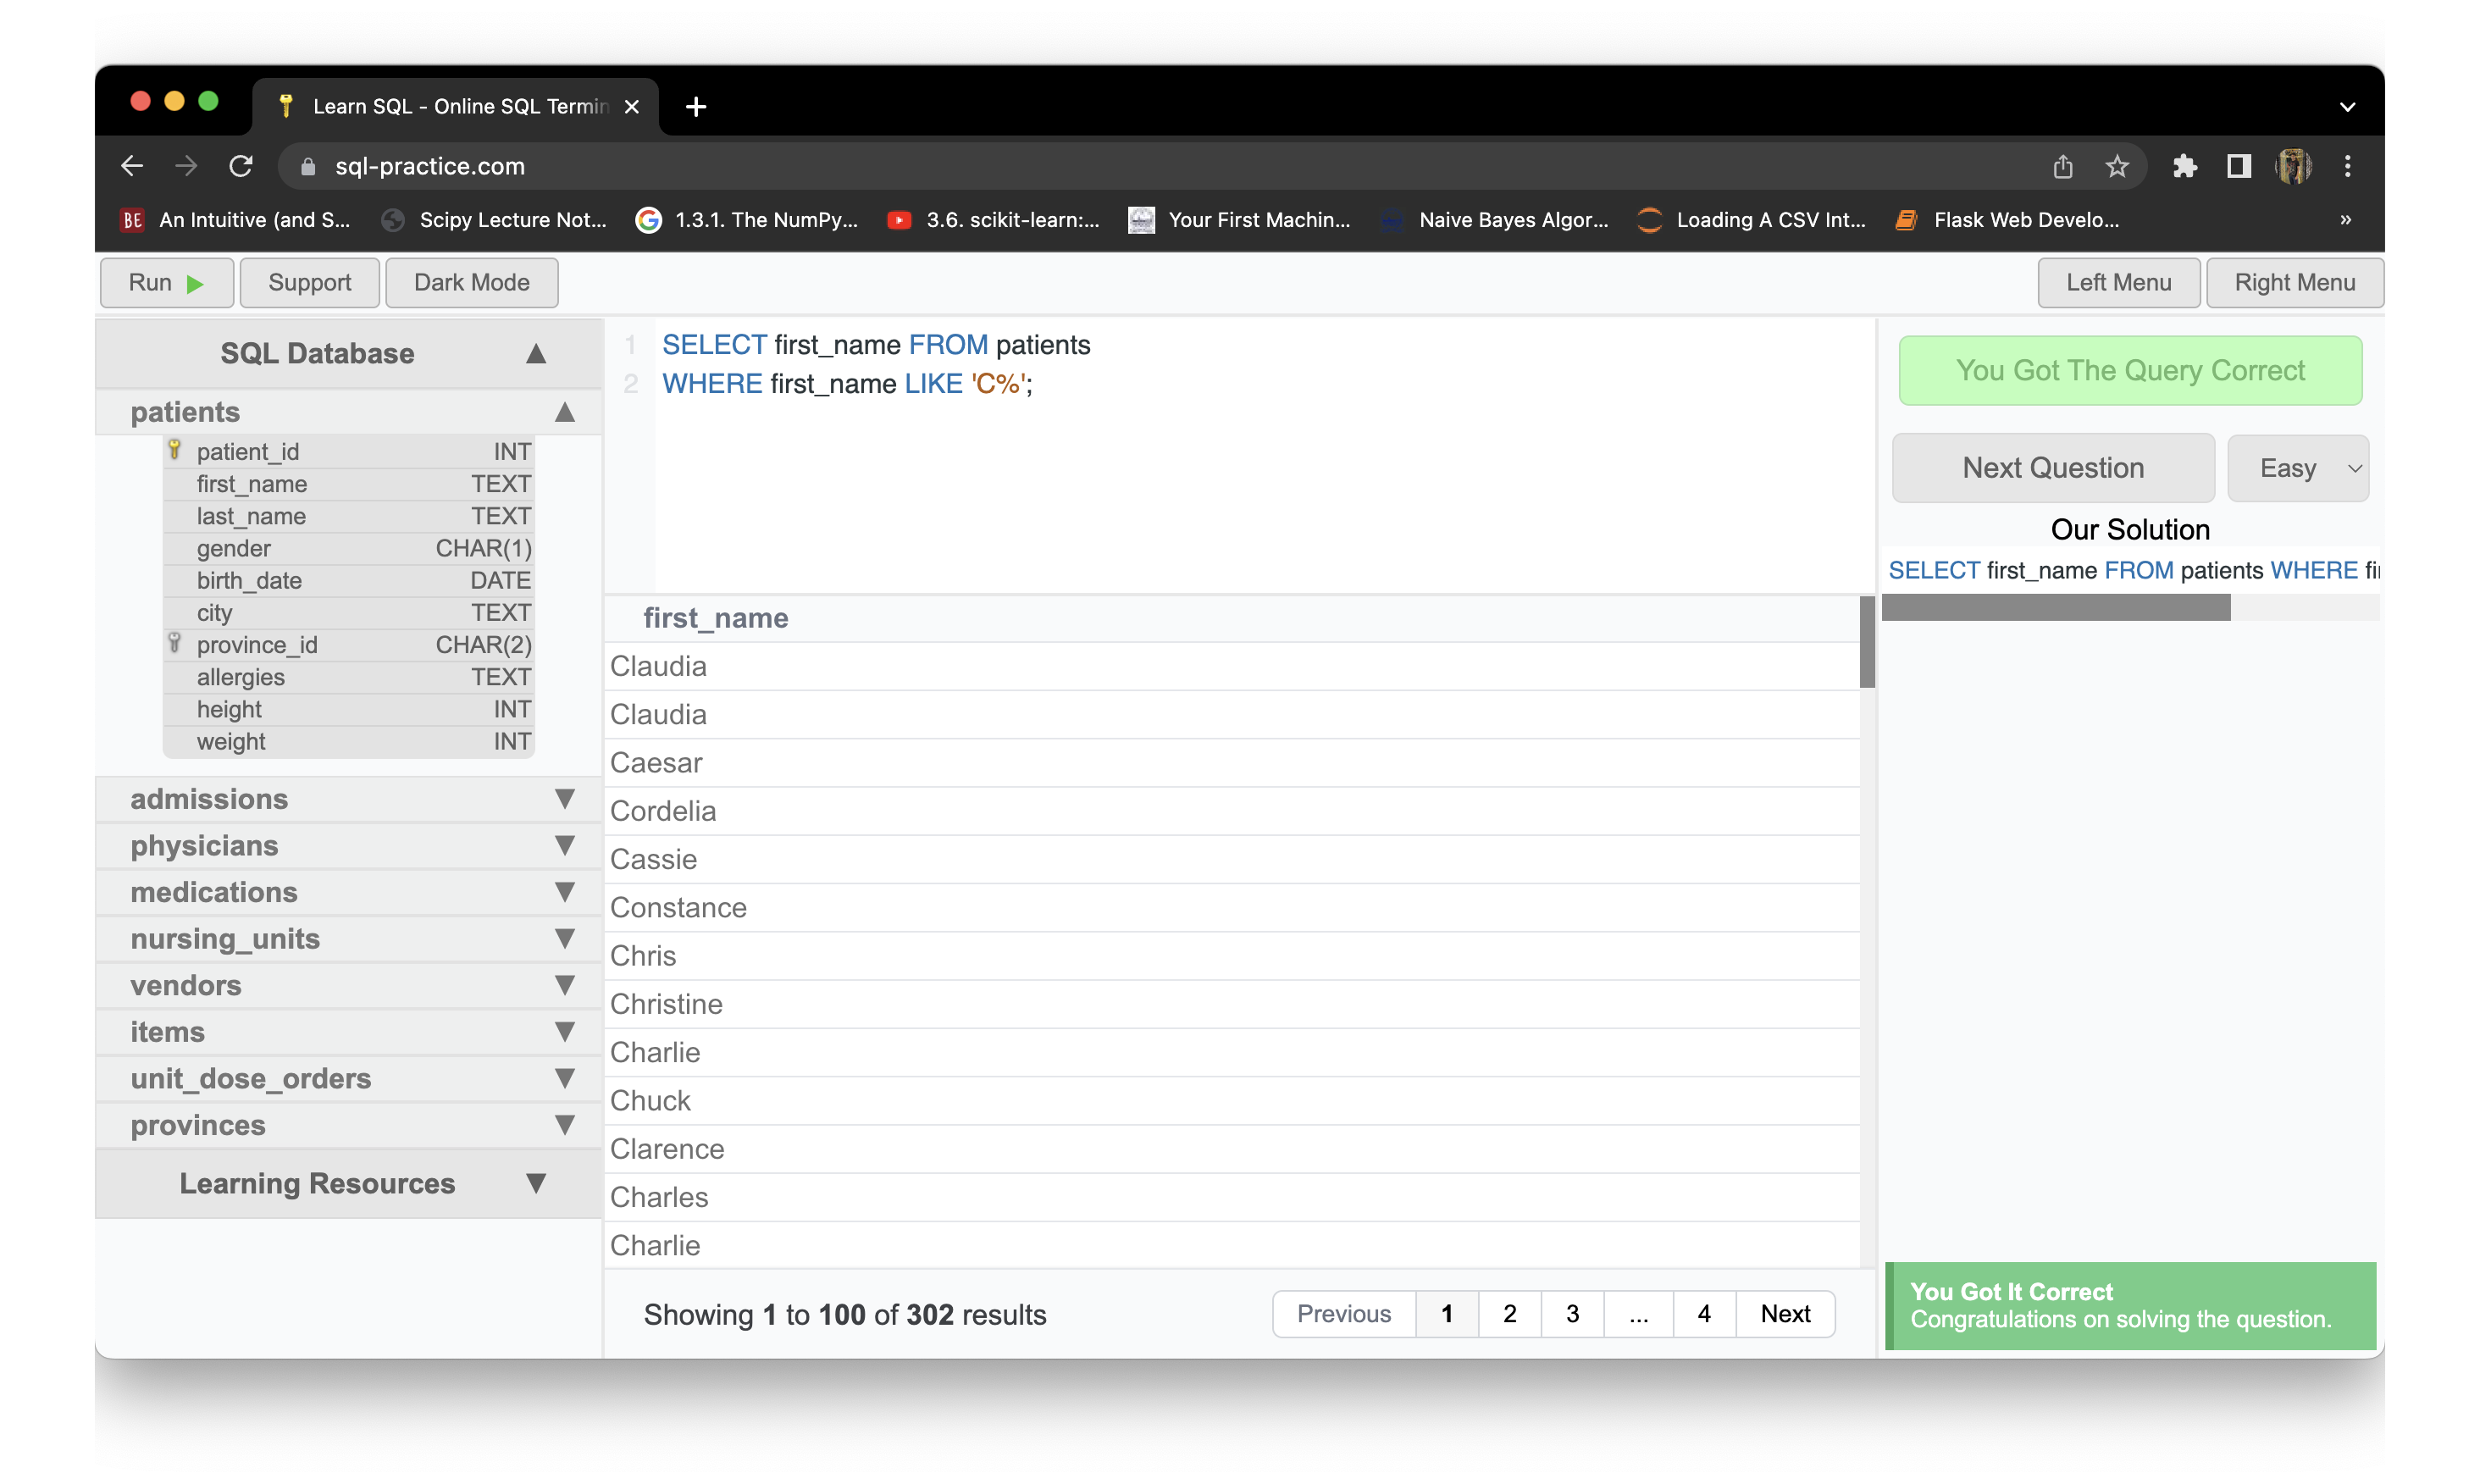 Learn SQL - Online SQL Termin
sql-practice.com
BE An Intuitive (and S...
Scipy Lecture Not...
1.3.1. The NumPy...
3.6. scikit-learn:...
Your First Machin...
Naive Bayes Algor...
Loading A CSV Int...
Flask Web Develo...
»
Run
Support
Dark Mode
Left Menu
Right Menu
SQL Database
patients
patient_id INT
first_name TEXT
last_name TEXT
gender CHAR(1)
birth_date DATE
city TEXT
province_id CHAR(2)
allergies TEXT
height INT
weight INT
admissions
physicians
medications
nursing_units
vendors
items
unit_dose_orders
provinces
Learning Resources
1 SELECT first_name FROM patients
2 WHERE first_name LIKE 'C%';
first_name
Claudia
Claudia
Caesar
Cordelia
Cassie
Constance
Chris
Christine
Charlie
Chuck
Clarence
Charles
Charlie
Showing 1 to 100 of 302 results
Previous 1 2 3 ... 4 Next
You Got The Query Correct
Next Question
Easy
Our Solution
SELECT first_name FROM patients WHERE fi
You Got It Correct
Congratulations on solving the question.